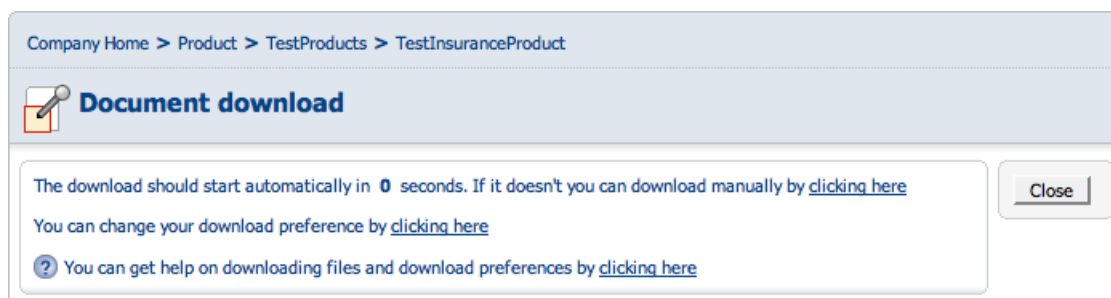 Company Home > Product > TestProducts > TestInsuranceProduct
Document download
The download should start automatically in 0 seconds. If it doesn't you can download manually by clicking here
Close
You can change your download preference by clicking here
? You can get help on downloading files and download preferences by clicking here